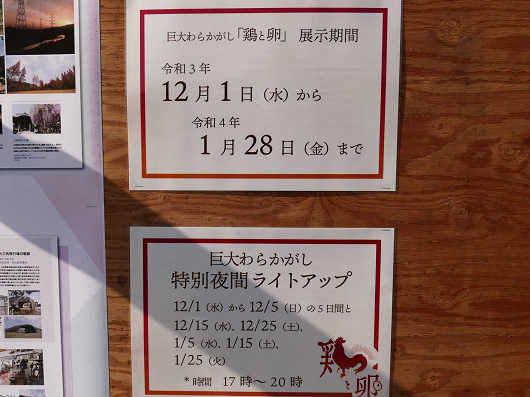 巨大わらかがし「鶏と卵」 展示期間
令和３年
12月1日（水）から
令和４年
1月28日（金）まで
巨大わらかがし
特別夜間ライトアップ
12/1（水）から 12/5（日）の５日間と
12/15（水）、12/25（土）、
1/5（水）、1/15（土）、
1/25（火）
＊時間 17時～20時
鶏と卵